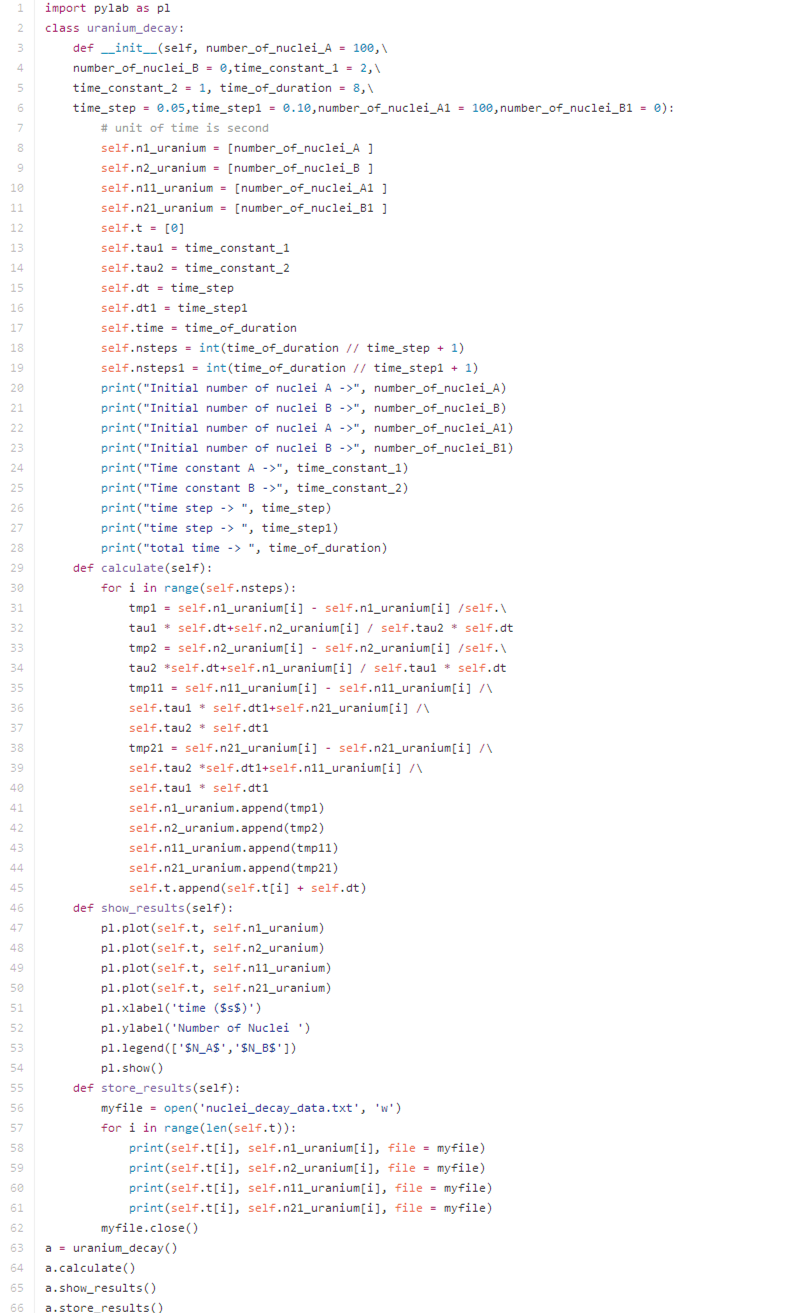 1 import pylab as pl
2 class uranium_decay:
3     def __init__(self, number_of_nuclei_A = 100,\
4     number_of_nuclei_B = 0,time_constant_1 = 2,\
5     time_constant_2 = 1, time_of_duration = 8,\
6     time_step = 0.05,time_step1 = 0.10,number_of_nuclei_A1 = 100,number_of_nuclei_B1 = 0):
7         # unit of time is second
8         self.n1_uranium = [number_of_nuclei_A ]
9         self.n2_uranium = [number_of_nuclei_B ]
10         self.n11_uranium = [number_of_nuclei_A1 ]
11         self.n21_uranium = [number_of_nuclei_B1 ]
12         self.t = [0]
13         self.tau1 = time_constant_1
14         self.tau2 = time_constant_2
15         self.dt = time_step
16         self.dt1 = time_step1
17         self.time = time_of_duration
18         self.nsteps = int(time_of_duration // time_step + 1)
19         self.nsteps1 = int(time_of_duration // time_step1 + 1)
20         print("Initial number of nuclei A ->", number_of_nuclei_A)
21         print("Initial number of nuclei B ->", number_of_nuclei_B)
22         print("Initial number of nuclei A ->", number_of_nuclei_A1)
23         print("Initial number of nuclei B ->", number_of_nuclei_B1)
24         print("Time constant A ->", time_constant_1)
25         print("Time constant B ->", time_constant_2)
26         print("time step -> ", time_step)
27         print("time step -> ", time_step1)
28         print("total time -> ", time_of_duration)
29     def calculate(self):
30         for i in range(self.nsteps):
31             tmp1 = self.n1_uranium[i] - self.n1_uranium[i] /self.\
32             tau1 * self.dt+self.n2_uranium[i] / self.tau2 * self.dt
33             tmp2 = self.n2_uranium[i] - self.n2_uranium[i] /self.\
34             tau2 *self.dt+self.n1_uranium[i] / self.tau1 * self.dt
35             tmp11 = self.n11_uranium[i] - self.n11_uranium[i] /\
36             self.tau1 * self.dt1+self.n21_uranium[i] /\
37             self.tau2 * self.dt1
38             tmp21 = self.n21_uranium[i] - self.n21_uranium[i] /\
39             self.tau2 *self.dt1+self.n11_uranium[i] /\
40             self.tau1 * self.dt1
41             self.n1_uranium.append(tmp1)
42             self.n2_uranium.append(tmp2)
43             self.n11_uranium.append(tmp11)
44             self.n21_uranium.append(tmp21)
45             self.t.append(self.t[i] + self.dt)
46     def show_results(self):
47         pl.plot(self.t, self.n1_uranium)
48         pl.plot(self.t, self.n2_uranium)
49         pl.plot(self.t, self.n11_uranium)
50         pl.plot(self.t, self.n21_uranium)
51         pl.xlabel('time ($s$)')
52         pl.ylabel('Number of Nuclei ')
53         pl.legend(['$N_A$','$N_B$'])
54         pl.show()
55     def store_results(self):
56         myfile = open('nuclei_decay_data.txt', 'w')
57         for i in range(len(self.t)):
58             print(self.t[i], self.n1_uranium[i], file = myfile)
59             print(self.t[i], self.n2_uranium[i], file = myfile)
60             print(self.t[i], self.n11_uranium[i], file = myfile)
61             print(self.t[i], self.n21_uranium[i], file = myfile)
62         myfile.close()
63 a = uranium_decay()
64 a.calculate()
65 a.show_results()
66 a.store_results()